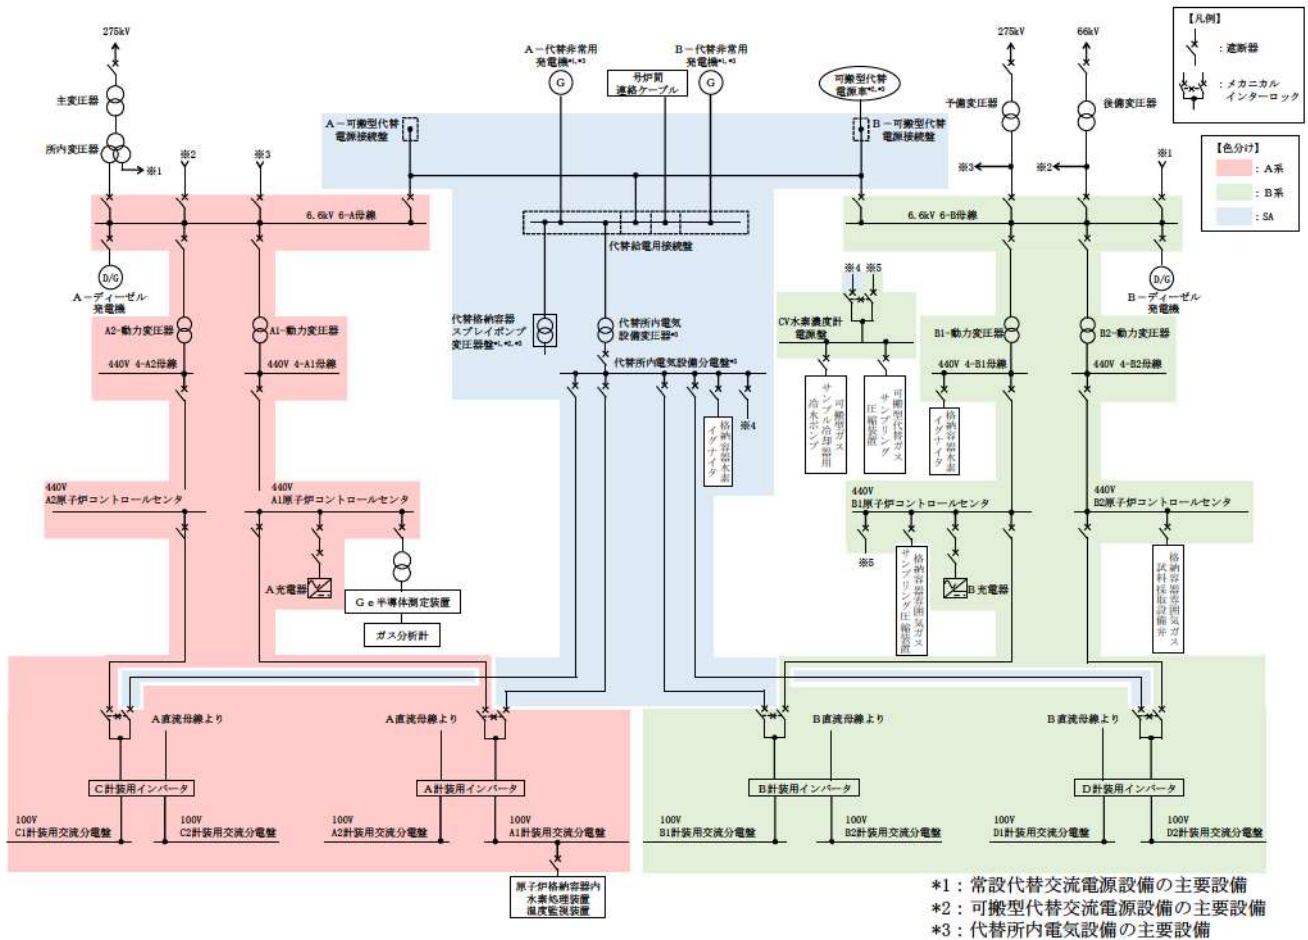 275kV
主変圧器
所内変圧器
※1
※2
※3
6.6kV 6-A母線
D/G
A－ディーゼル
発電機
A2-動力変圧器
A1-動力変圧器
440V 4-A2母線
440V 4-A1母線
440V
A2原子炉コントロールセンタ
440V
A1原子炉コントロールセンタ
A充電器
Ge半導体測定装置
ガス分析計
A－代替非常用
発電機*1,*3
G
号炉間
連絡ケーブル
B－代替非常用
発電機*1,*3
G
可搬型代替
電源車*2,*3
A－可搬型代替
電源接続盤
B－可搬型代替
電源接続盤
代替給電用接続盤
代替格納容器
スプレイポンプ
変圧器盤*1,*2,*3
代替所内電気
設備変圧器*3
代替所内電気設備分電盤*3
格納容器水素
イグナイタ
※4
275kV
66kV
予備変圧器
後備変圧器
※3
※2
※1
6.6kV 6-B母線
D/G
B－ディーゼル
発電機
※4
※5
CV水素濃度計
電源盤
可搬型ガス
サンプル冷却器用
冷却ポンプ
可搬型代替ガス
サンプリング
圧縮装置
B1-動力変圧器
B2-動力変圧器
440V 4-B1母線
440V 4-B2母線
格納容器水素
イグナイタ
440V
B1原子炉コントロールセンタ
440V
B2原子炉コントロールセンタ
※5
格納容器雰囲気ガス
サンプリング圧縮装置
B充電器
格納容器雰囲気ガス
試料採取設備弁
A直流母線より
A直流母線より
B直流母線より
B直流母線より
C計装用インバータ
A計装用インバータ
B計装用インバータ
D計装用インバータ
100V
C1計装用交流分電盤
100V
C2計装用交流分電盤
100V
A2計装用交流分電盤
100V
A1計装用交流分電盤
100V
B1計装用交流分電盤
100V
B2計装用交流分電盤
100V
D1計装用交流分電盤
100V
D2計装用交流分電盤
原子炉格納容器内
水素処理装置
温度監視装置
【凡例】
：遮断器
：メカニカル
インターロック
【色分け】
：A系
：B系
：SA
*1：常設代替交流電源設備の主要設備
*2：可搬型代替交流電源設備の主要設備
*3：代替所内電気設備の主要設備